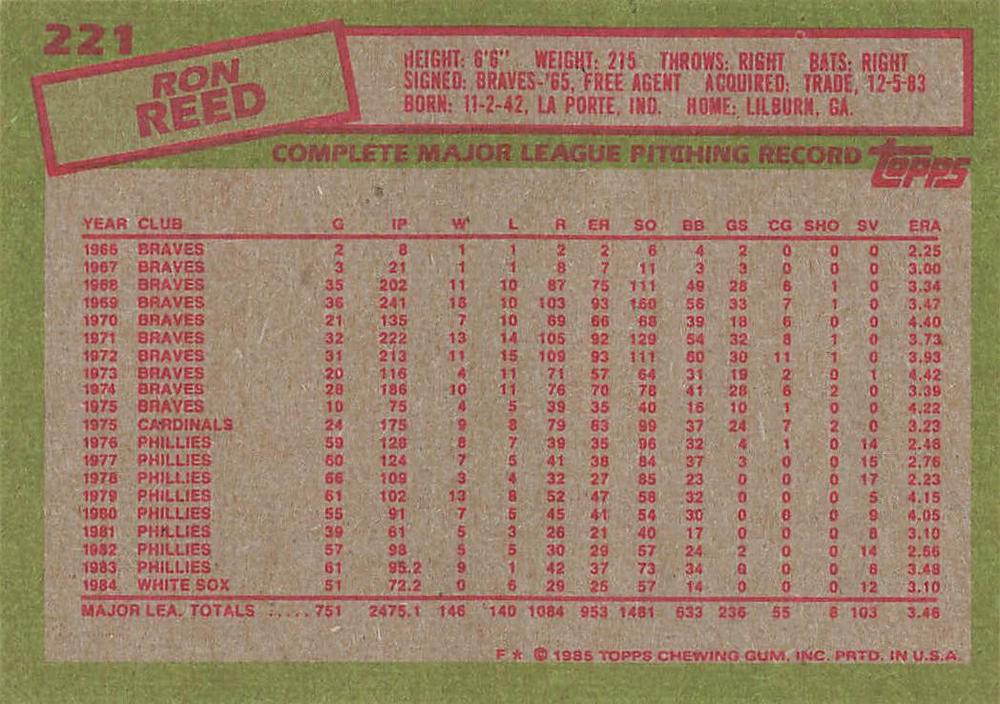 221
RON
REED
HEIGHT: 6'6" WEIGHT: 215 THROWS: RIGHT BATS: RIGHT
SIGNED: BRAVES-'65, FREE AGENT ACQUIRED: TRADE, 12-5-83
BORN: 11-2-42, LA PORTE, IND. HOME: LILBURN, GA.
COMPLETE MAJOR LEAGUE PITCHING RECORD TOPPS
YEAR CLUB G IP W L R ER SO BB GS CG SHO SV ERA
1966 BRAVES 2 8 1 1 2 2 6 4 2 0 0 0 2.25
1967 BRAVES 3 21 1 1 8 7 11 3 3 0 0 0 3.00
1968 BRAVES 35 202 11 10 87 75 111 49 28 6 1 0 3.34
1969 BRAVES 36 241 18 10 103 93 160 56 33 7 1 0 3.47
1970 BRAVES 21 135 7 10 69 66 68 39 18 6 0 0 4.40
1971 BRAVES 32 222 13 14 105 92 129 54 32 8 1 0 3.73
1972 BRAVES 31 213 11 15 109 93 111 60 30 11 1 0 3.93
1973 BRAVES 20 116 4 11 71 57 64 31 19 2 0 1 4.42
1974 BRAVES 28 186 10 11 76 70 78 41 28 6 2 0 3.39
1975 BRAVES 10 75 4 5 39 35 40 16 10 1 0 0 4.22
1975 CARDINALS 24 175 9 8 79 63 99 37 24 7 2 0 3.23
1976 PHILLIES 59 128 8 7 39 35 96 32 4 1 0 14 2.46
1977 PHILLIES 60 124 7 5 41 38 84 37 3 0 0 15 2.76
1978 PHILLIES 66 109 3 4 32 27 85 23 0 0 0 17 2.23
1979 PHILLIES 61 102 13 8 52 47 58 32 0 0 0 5 4.15
1980 PHILLIES 55 91 7 5 45 41 54 30 0 0 0 9 4.05
1981 PHILLIES 39 61 5 3 26 21 40 17 0 0 0 8 3.10
1982 PHILLIES 57 98 5 5 30 29 57 24 2 0 0 14 2.66
1983 PHILLIES 61 95.2 9 1 42 37 73 34 0 0 0 8 3.48
1984 WHITE SOX 51 72.2 0 6 29 25 57 14 0 0 0 12 3.10
MAJOR LEA. TOTALS ..... 751 2475.1 146 140 1084 953 1481 633 236 55 8 103 3.46
F* © 1985 TOPPS CHEWING GUM, INC. PRTD. IN U.S.A.